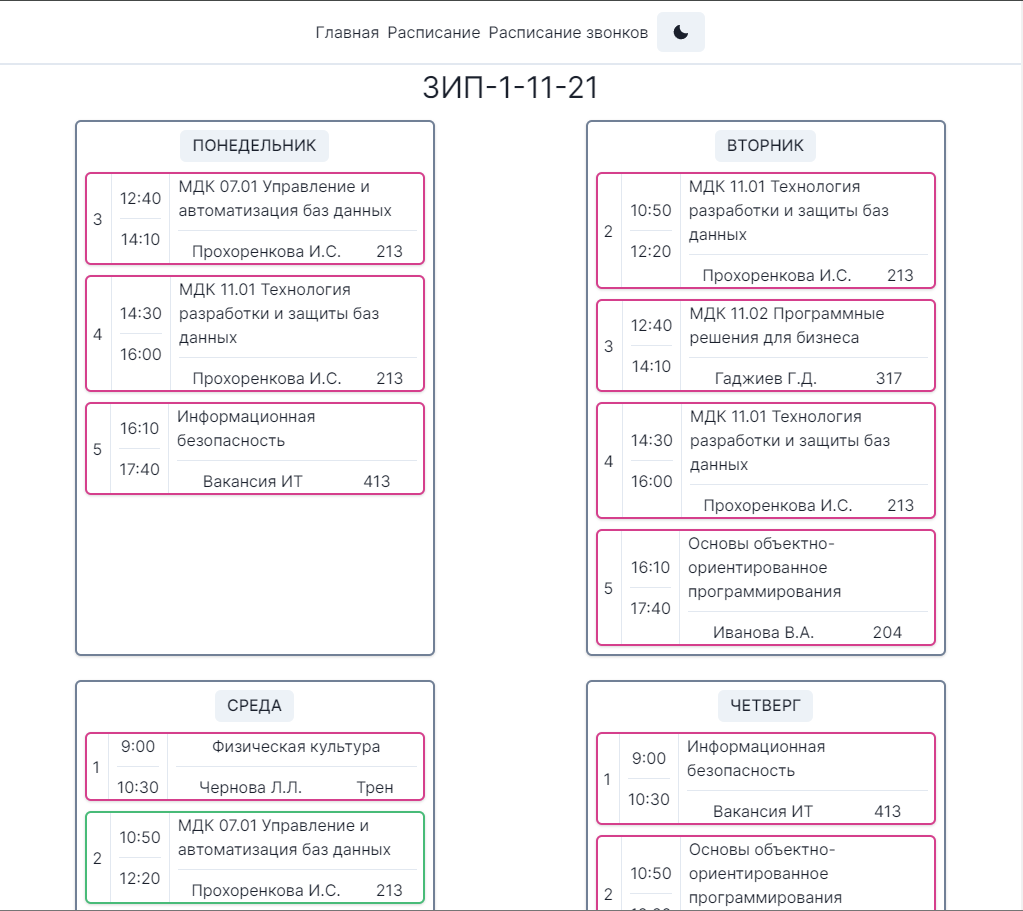 Главная Расписание Расписание звонков
ЗИП-1-11-21
ПОНЕДЕЛЬНИК
3
12:40
14:10
МДК 07.01 Управление и
автоматизация баз данных
Прохоренкова И.С. 213
4
14:30
16:00
МДК 11.01 Технология
разработки и защиты баз
данных
Прохоренкова И.С. 213
5
16:10
17:40
Информационная
безопасность
Вакансия ИТ 413
ВТОРНИК
2
10:50
12:20
МДК 11.01 Технология
разработки и защиты баз
данных
Прохоренкова И.С. 213
3
12:40
14:10
МДК 11.02 Программные
решения для бизнеса
Гаджиев Г.Д. 317
4
14:30
16:00
МДК 11.01 Технология
разработки и защиты баз
данных
Прохоренкова И.С. 213
5
16:10
17:40
Основы объектно-
ориентированное
программирования
Иванова В.А. 204
СРЕДА
1
9:00
10:30
Физическая культура
Чернова Л.Л. Трен
2
10:50
12:20
МДК 07.01 Управление и
автоматизация баз данных
Прохоренкова И.С. 213
ЧЕТВЕРГ
1
9:00
10:30
Информационная
безопасность
Вакансия ИТ 413
2
10:50
Основы объектно-
ориентированное
программирования